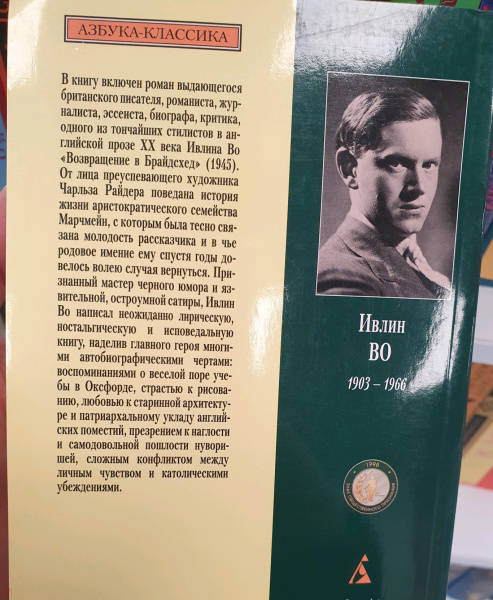 АЗБУКА-КЛАССИКА
В книгу включен роман выдающегося
британского писателя, романиста, жур-
налиста, эссеиста, биографа, критика,
одного из тончайших стилистов в ан-
глийской прозе XX века Ивлина Во
«Возвращение в Брайдсхед» (1945).
От лица преуспевающего художника
Чарльза Райдера поведана история
жизни аристократического семейства
Марчмейн, с которым была тесно свя-
зана молодость рассказчика и в чье
родовое имение ему спустя годы до-
велось волею случая вернуться. При-
знанный мастер черного юмора и яз-
вительной, остроумной сатиры, Ивлин
Во написал неожиданно лирическую,
ностальгическую и исповедальную
книгу, наделив главного героя многи-
ми автобиографическими чертами:
воспоминаниями о веселой поре уче-
бы в Оксфорде, страстью к рисова-
нию, любовью к старинной архитекту-
ре и патриархальному укладу англий-
ских поместий, презрением к наглости
и самодовольной пошлости нувори-
шей, сложным конфликтом между
личным чувством и католическими
убеждениями.
Ивлин
ВО
1903 – 1966
1998